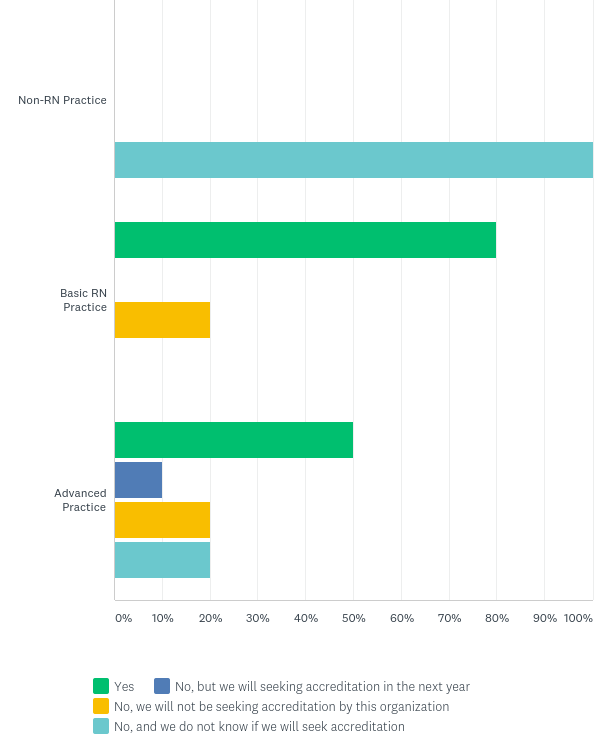 Non-RN Practice
Basic RN
Practice
Advanced
Practice
0% 10% 20% 30% 40% 50% 60% 70% 80% 90% 100%
Yes No, but we will seeking accreditation in the next year
No, we will not be seeking accreditation by this organization
No, and we do not know if we will seek accreditation